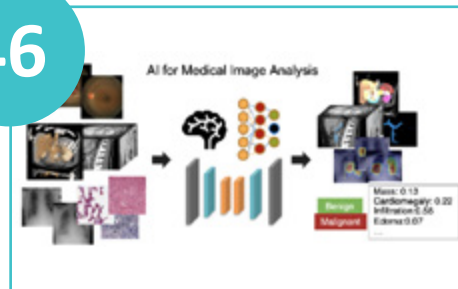 46
AI for Medical Image Analysis
Benign
Malignant
Mass: 0.13
Cardiomegaly: 0.22
Infiltration:0.56
Edema:0.07
...